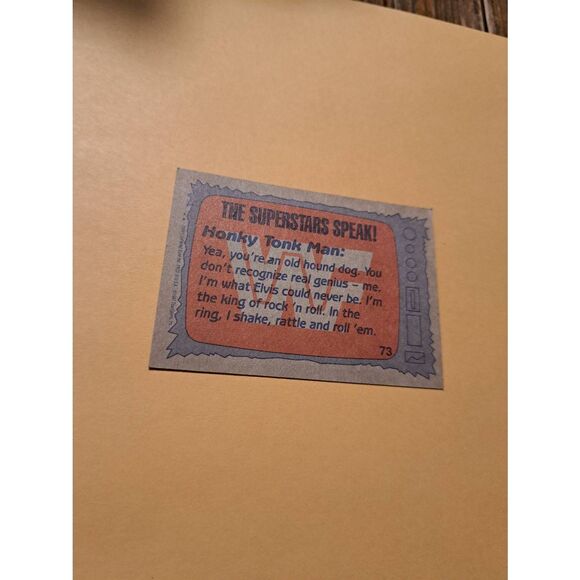 THE SUPERSTARS SPEAK!
Honky Tonk Man:
Yea, you're an old hound dog. You
don't recognize real genius – me.
I'm what Elvis could never be. I'm
the king of rock 'n roll. In the
ring, I shake, rattle and roll 'em.
73